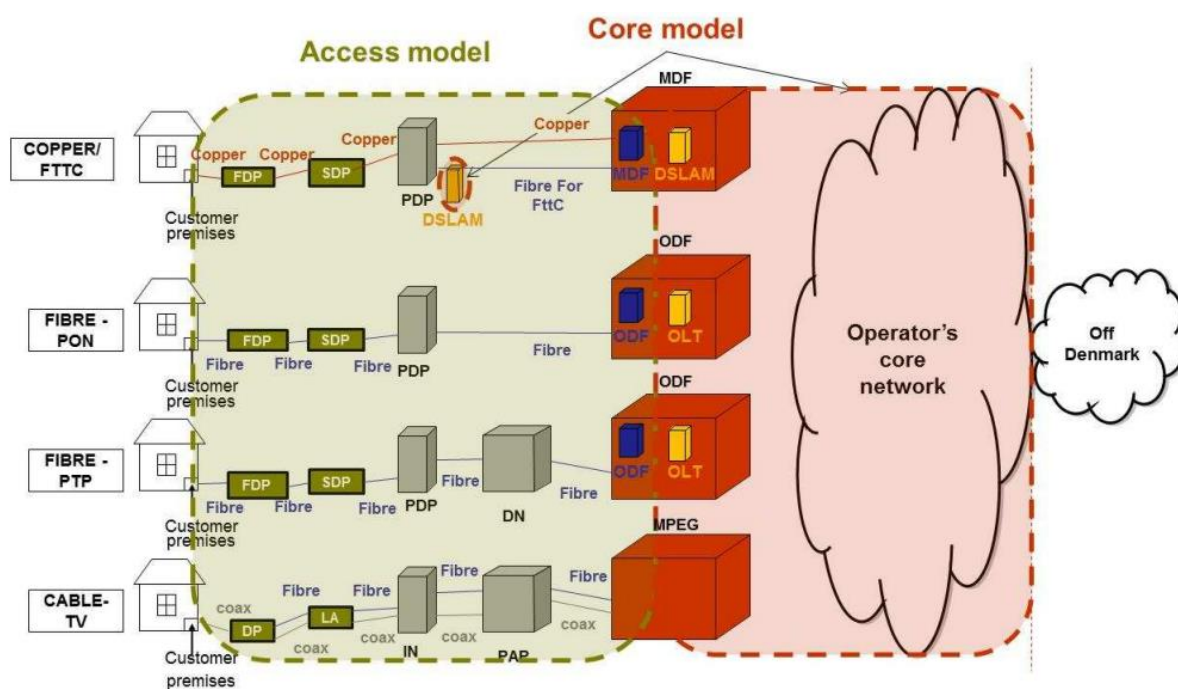 Core model
Access model
MDF
COPPER/
FTTC
Copper
Copper
Copper
Copper
FDP
SDP
PDP
DSLAM
Fibre For
FttC
MDF
DSLAM
Customer
premises
ODF
FIBRE -
PON
FDP
SDP
PDP
Fibre
Fibre
Fibre
Fibre
ODF
OLT
Customer
premises
Operator's
core
network
Off
Denmark
ODF
FIBRE -
PTP
FDP
SDP
PDP
DN
Fibre
Fibre
Fibre
Fibre
Fibre
ODF
OLT
Customer
premises
MPEG
CABLE-
TV
coax
DP
Fibre
LA
coax
Fibre
IN
coax
Fibre
coax
PAP
Fibre
coax
Customer
premises